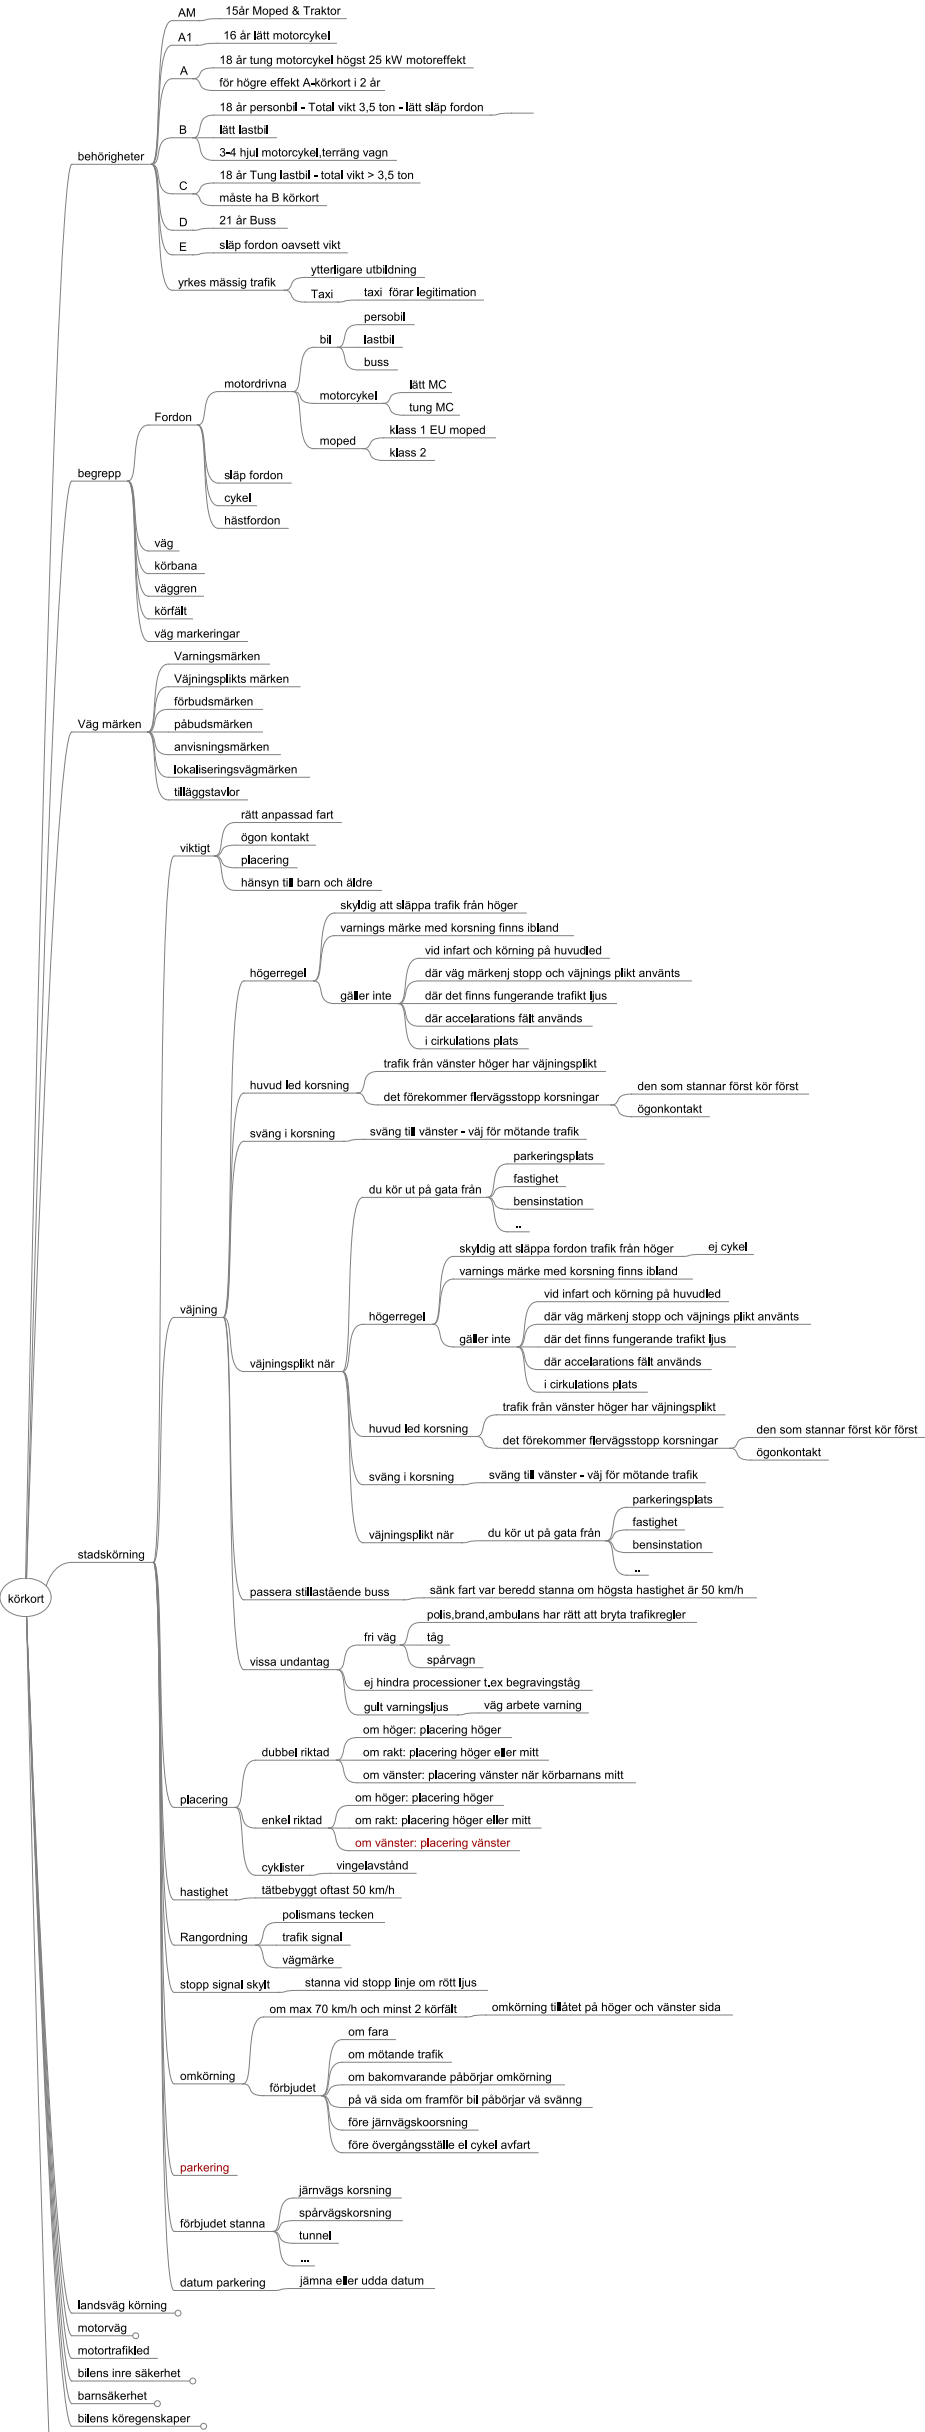 körkort
behörigheter
AM
15år Moped & Traktor
A1
16 år lätt motorcykel
A
18 år tung motorcykel högst 25 kW motoreffekt
för högre effekt A-körkort i 2 år
B
18 år personbil - Total vikt 3,5 ton - lätt släp fordon
lätt lastbil
3-4 hjul motorcykel,terräng vagn
C
18 år Tung lastbil - total vikt > 3,5 ton
måste ha B körkort
D
21 år Buss
E
släp fordon oavsett vikt
yrkes mässig trafik
ytterligare utbildning
Taxi
taxi förar legitimation
begrepp
Fordon
motordrivna
bil
persobil
lastbil
buss
motorcykel
lätt MC
tung MC
moped
klass 1 EU moped
klass 2
släp fordon
cykel
hästfordon
väg
körbana
väggren
körfält
väg markeringar
Väg märken
Varningsmärken
Väjningsplikts märken
förbudsmärken
påbudsmärken
anvisningsmärken
lokaliseringsvägmärken
tilläggstavlor
stadskörning
viktigt
rätt anpassad fart
ögon kontakt
placering
hänsyn till barn och äldre
väjning
högerregel
skyldig att släppa trafik från höger
varnings märke med korsning finns ibland
gäller inte
vid infart och körning på huvudled
där väg märkenj stopp och väjnings plikt använts
där det finns fungerande trafikt ljus
där accelarations fält används
i cirkulations plats
huvud led korsning
trafik från vänster höger har väjningsplikt
det förekommer flervägsstopp korsningar
den som stannar först kör först
ögonkontakt
sväng i korsning
sväng till vänster - väj för mötande trafik
väjningsplikt när
du kör ut på gata från
parkeringsplats
fastighet
bensinstation
..
högerregel
skyldig att släppa fordon trafik från höger
ej cykel
varnings märke med korsning finns ibland
gäller inte
vid infart och körning på huvudled
där väg märkenj stopp och väjnings plikt använts
där det finns fungerande trafikt ljus
där accelarations fält används
i cirkulations plats
huvud led korsning
trafik från vänster höger har väjningsplikt
det förekommer flervägsstopp korsningar
den som stannar först kör först
ögonkontakt
sväng i korsning
sväng till vänster - väj för mötande trafik
väjningsplikt när
du kör ut på gata från
parkeringsplats
fastighet
bensinstation
..
passera stillastående buss
sänk fart var beredd stanna om högsta hastighet är 50 km/h
vissa undantag
fri väg
polis,brand,ambulans har rätt att bryta trafikregler
tåg
spårvagn
ej hindra processioner t.ex begravingståg
gult varningsljus
väg arbete varning
placering
dubbel riktad
om höger: placering höger
om rakt: placering höger eller mitt
om vänster: placering vänster när körbarnans mitt
enkel riktad
om höger: placering höger
om rakt: placering höger eller mitt
om vänster: placering vänster
cyklister
vingelavstånd
hastighet
tätbebyggt oftast 50 km/h
Rangordning
polismans tecken
trafik signal
vägmärke
stopp signal skylt
stanna vid stopp linje om rött ljus
omkörning
om max 70 km/h och minst 2 körfält
omkörning tillåtet på höger och vänster sida
förbjudet
om fara
om mötande trafik
om bakomvarande påbörjar omkörning
på vä sida om framför bil påbörjar vä svänng
före järnvägskoorsning
före övergångsställe el cykel avfart
parkering
förbjudet stanna
järnvägs korsning
spårvägskorsning
tunnel
...
datum parkering
jämna eller udda datum
landsväg körning
motorväg
motortrafikled
bilens inre säkerhet
barnsäkerhet
bilens köregenskaper